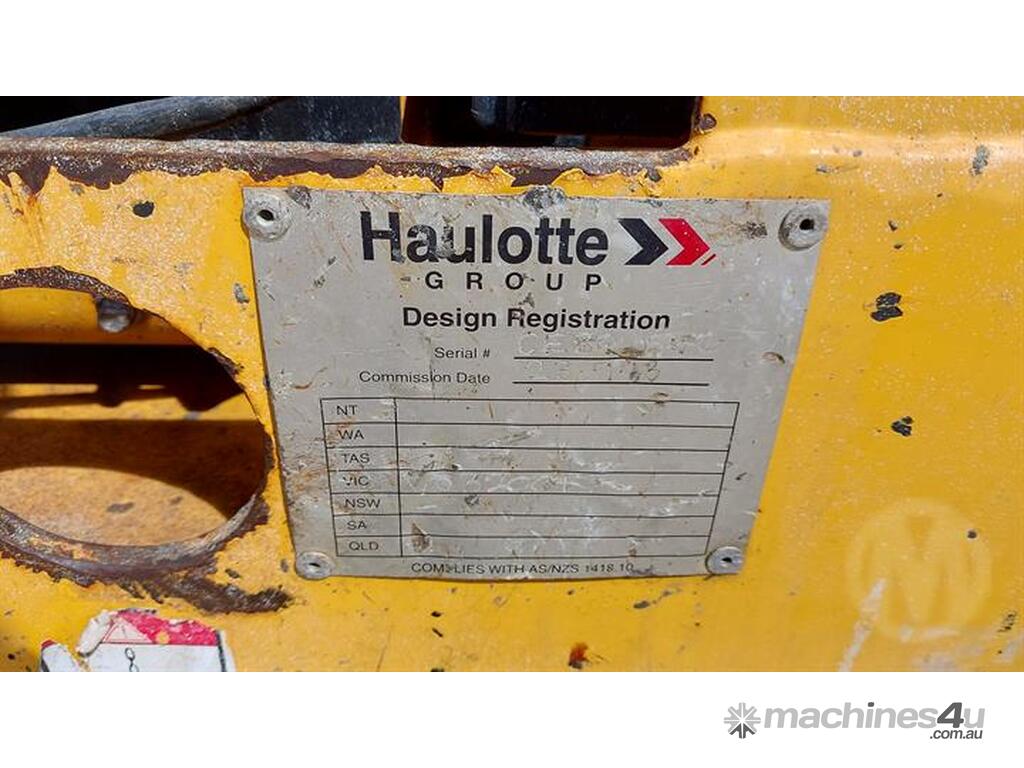 Haulotte
GROUP
Design Registration
Serial #
Commission Date
NT
WA
TAS
VIC
NSW
SA
QLD
COMPLIES WITH AS/NZS 1418.10
M
machines4u
.com.au